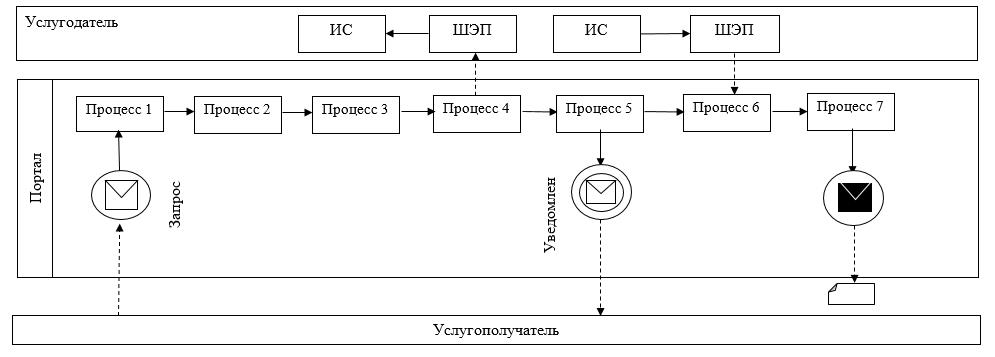 Услугодатель
ИС
ШЭП
ИС
ШЭП
Портал
Процесс 1
Процесс 2
Процесс 3
Процесс 4
Процесс 5
Процесс 6
Процесс 7
Запрос
Уведомлен
Услугополучатель